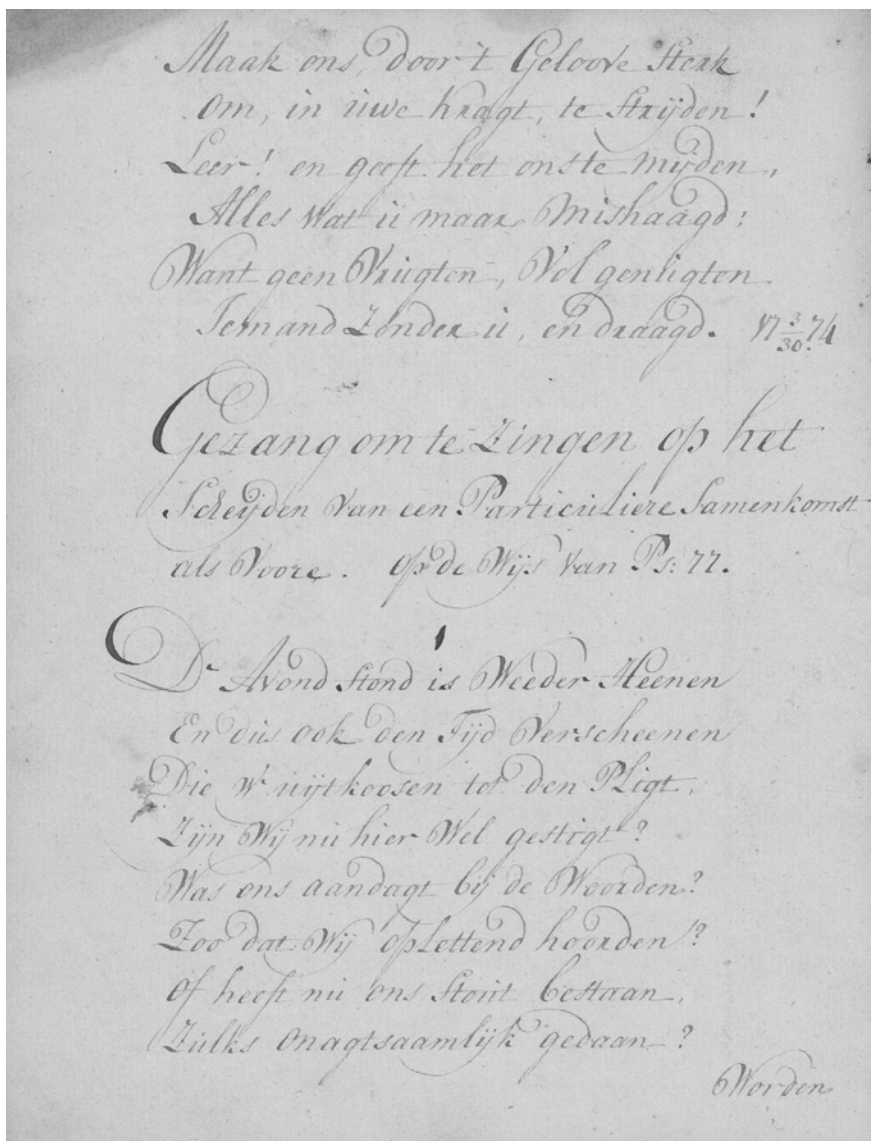 Maak ons, door 't Geloove Sterk
om, in uwe kragt, te Strijden!
Leer! en geeft het ons te Mijden,
Alles wat u maar Mishaagd:
Want geen Vrugten, Vol genugten
Iemand Zonder u, en draagd. 17 3/30. 74
Gezang om te Zingen op het
Scheijden Van een Particuliere Samenkomst
als Voore. Op de Wijs Van Ps: 77.
1
D' Avond Stond is Weeder Heenen
En dus ook den Tijd Verscheenen
Die w' uijtkoosen tot den Pligt,
Zijn Wij nu hier Wel gestigt?
Was ons aandagt bij de Woorden?
Zoo dat Wij oplettend hoorden!?
Of heeft nu ons Stout bestaan,
Zulks Onagtsaamlijk gedaan?
Worden